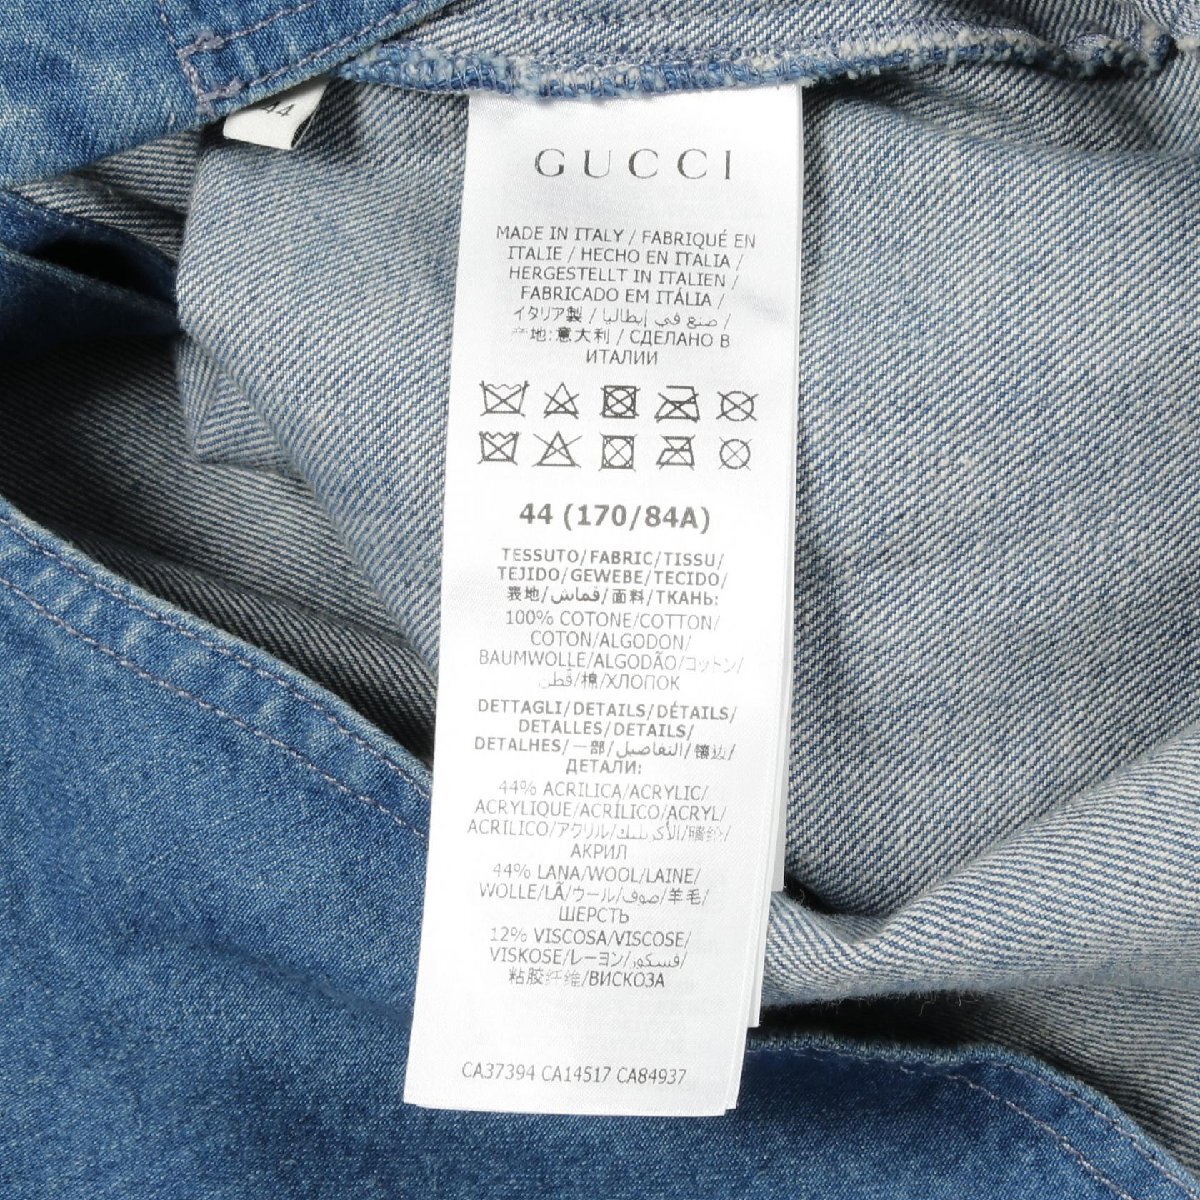 44
GUCCI
MADE IN ITALY / FABRIQUÉ EN
ITALIE / HECHO EN ITALIA /
HERGESTELLT IN ITALIEN /
FABRICADO EM ITÁLIA /
イタリア製 / صنع في إيطاليا /
产地:意大利 / СДЕЛАНО В
ИТАЛИИ
44 (170/84A)
TESSUTO/FABRIC/TISSU/
TEJIDO/GEWEBE/TECIDO/
表地/قماش/面料/ТКАНЬ:
100% COTONE/COTTON/
COTON/ALGODON/
BAUMWOLLE/ALGODÃO/コットン/
قطن/棉/ХЛОПОК
DETTAGLI/DETAILS/DÉTAILS/
DETALLES/DETAILS/
DETALHES/一部/التفاصيل/镶边/
ДЕТАЛИ:
44% ACRILICA/ACRYLIC/
ACRYLIQUE/ACRÍLICO/ACRYL/
ACRILICO/アクリル/الأكريليك/腈纶/
АКРИЛ
44% LANA/WOOL/LAINE/
WOLLE/LÃ/ウール/صوف/羊毛/
ШЕРСТЬ
12% VISCOSA/VISCOSE/
VISKOSE/レーヨン/فسكوز/
粘胶纤维/ВИСКОЗА
CA37394 CA14517 CA84937